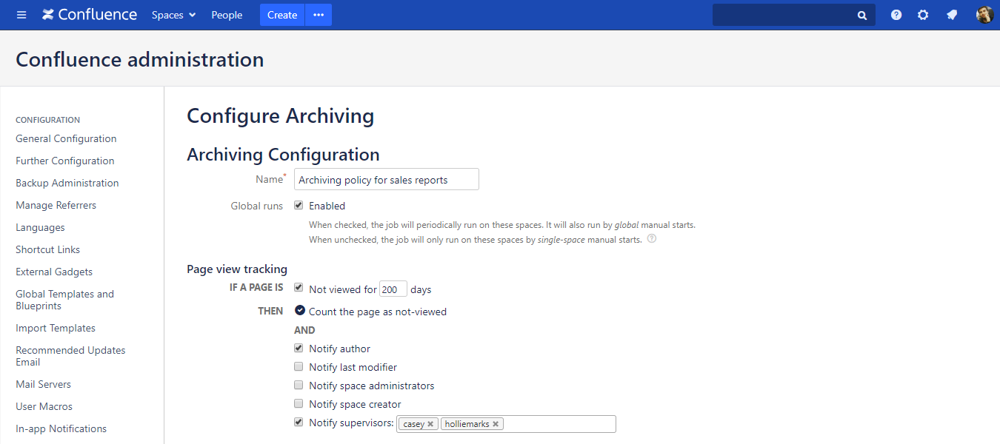 Confluence Spaces People Create ...
Confluence administration
CONFIGURATION
General Configuration
Further Configuration
Backup Administration
Manage Referrers
Languages
Shortcut Links
External Gadgets
Global Templates and
Blueprints
Import Templates
Recommended Updates
Email
Mail Servers
User Macros
In-app Notifications
Configure Archiving
Archiving Configuration
Name* Archiving policy for sales reports
Global runs Enabled
When checked, the job will periodically run on these spaces. It will also run by global manual starts.
When unchecked, the job will only run on these spaces by single-space manual starts. ?
Page view tracking
IF A PAGE IS Not viewed for 200 days
THEN Count the page as not-viewed
AND
Notify author
Notify last modifier
Notify space administrators
Notify space creator
Notify supervisors: casey × holliemarks ×